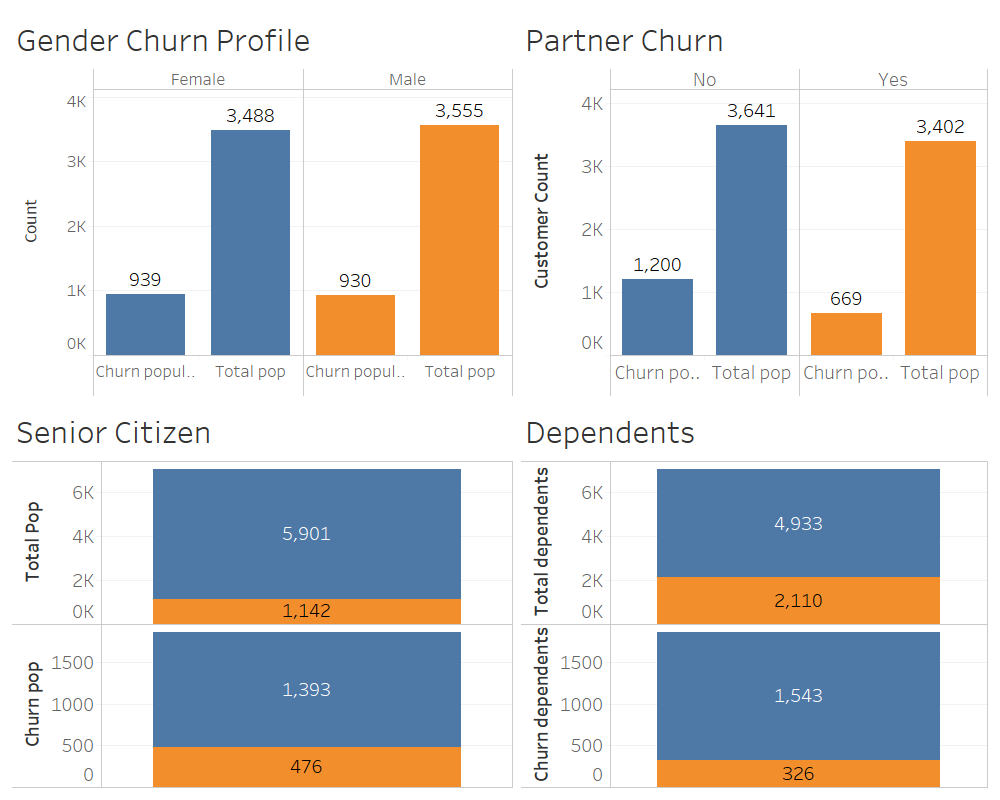 Gender Churn Profile
Female
Male
Count
4K
3K
2K
1K
0K
939
3,488
930
3,555
Churn popul..
Total pop
Churn popul..
Total pop
Partner Churn
No
Yes
Customer Count
4K
3K
2K
1K
0K
1,200
3,641
669
3,402
Churn po..
Total pop
Churn po..
Total pop
Senior Citizen
Total Pop
6K
4K
2K
0K
5,901
1,142
Churn pop
1500
1000
500
0
1,393
476
Dependents
Total dependents
6K
4K
2K
0K
4,933
2,110
Churn dependents
1500
1000
500
0
1,543
326